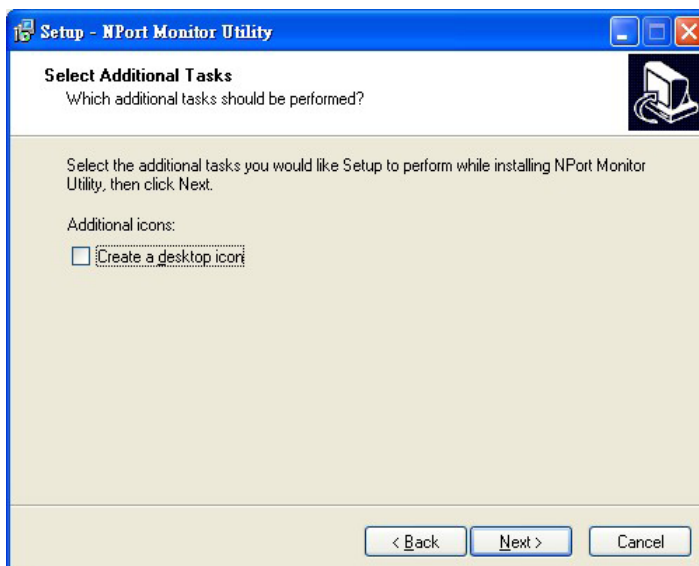 Setup - NPort Monitor Utility
Select Additional Tasks
Which additional tasks should be performed?
Select the additional tasks you would like Setup to perform while installing NPort Monitor
Utility, then click Next.
Additional icons:
Create a desktop icon
< Back
Next >
Cancel